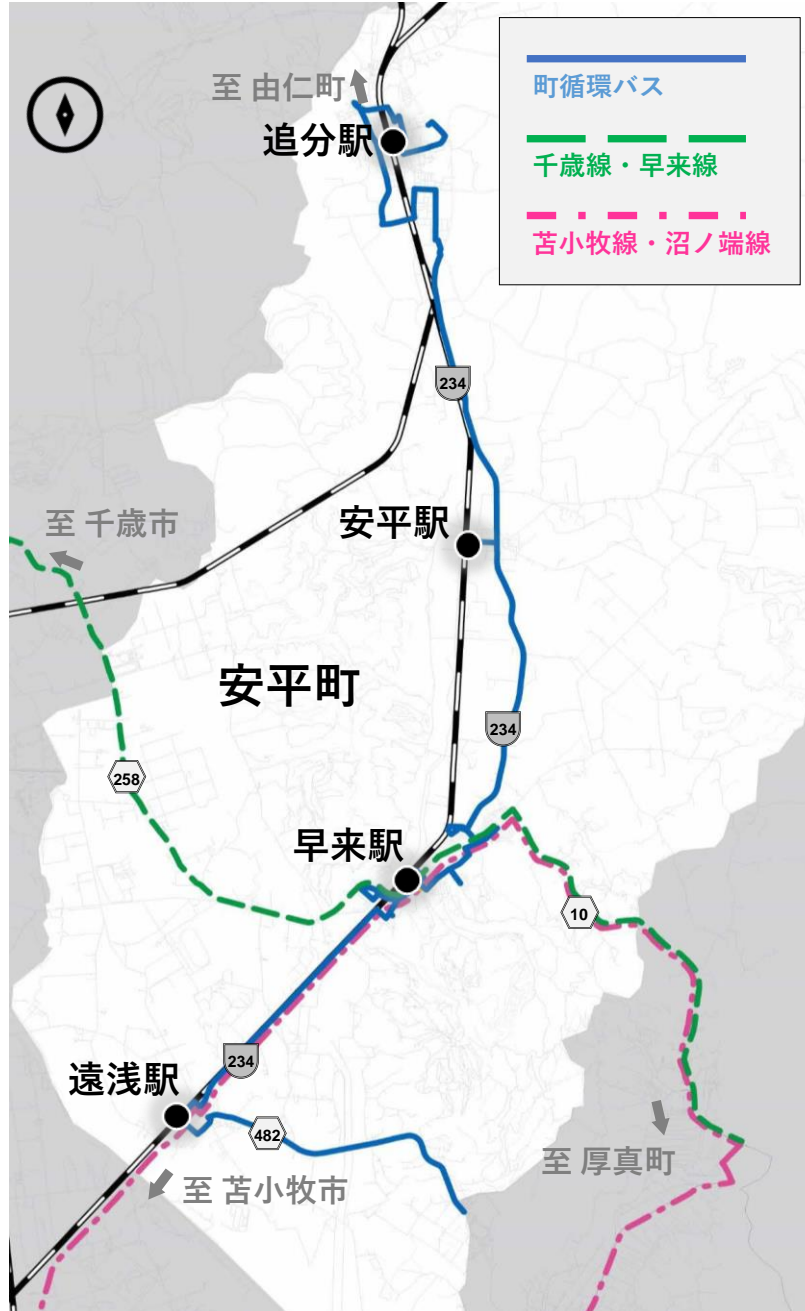 町循環バス
千歳線・早来線
苫小牧線・沼ノ端線
至 由仁町
追分駅
234
安平駅
至 千歳市
安平町
234
258
早来駅
10
234
遠浅駅
482
至 厚真町
至 苫小牧市